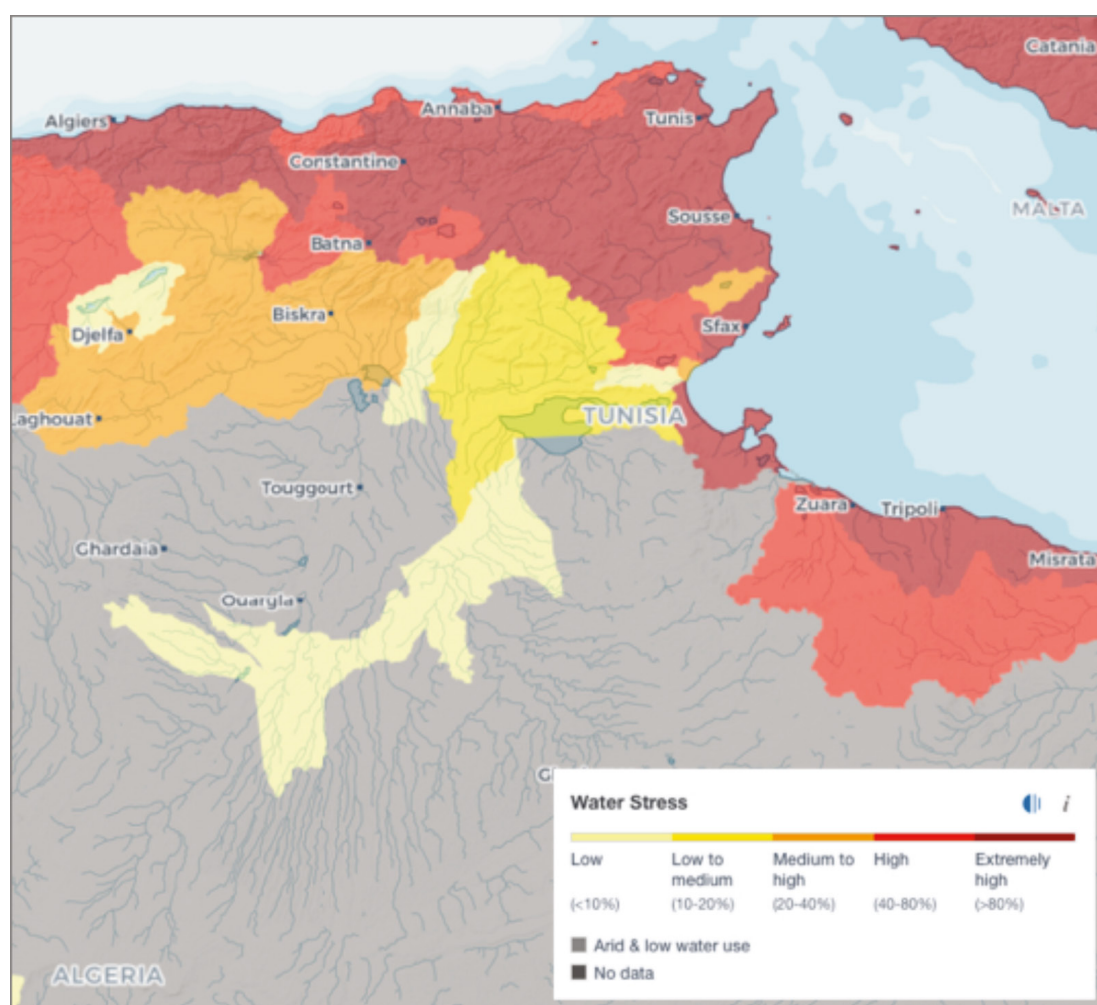 Catania
Algiers
Annaba
Tunis
Constantine
MALTA
Sousse
Batna
Biskra
Djelfa
Sfax
Laghouat
TUNISIA
Touggourt
Zuara
Tripoli
Ghardaia
Misrata
Ouargla
Water Stress
i
Low
Low to medium
Medium to high
High
Extremely high
(<10%)
(10-20%)
(20-40%)
(40-80%)
(>80%)
Arid & low water use
No data
ALGERIA